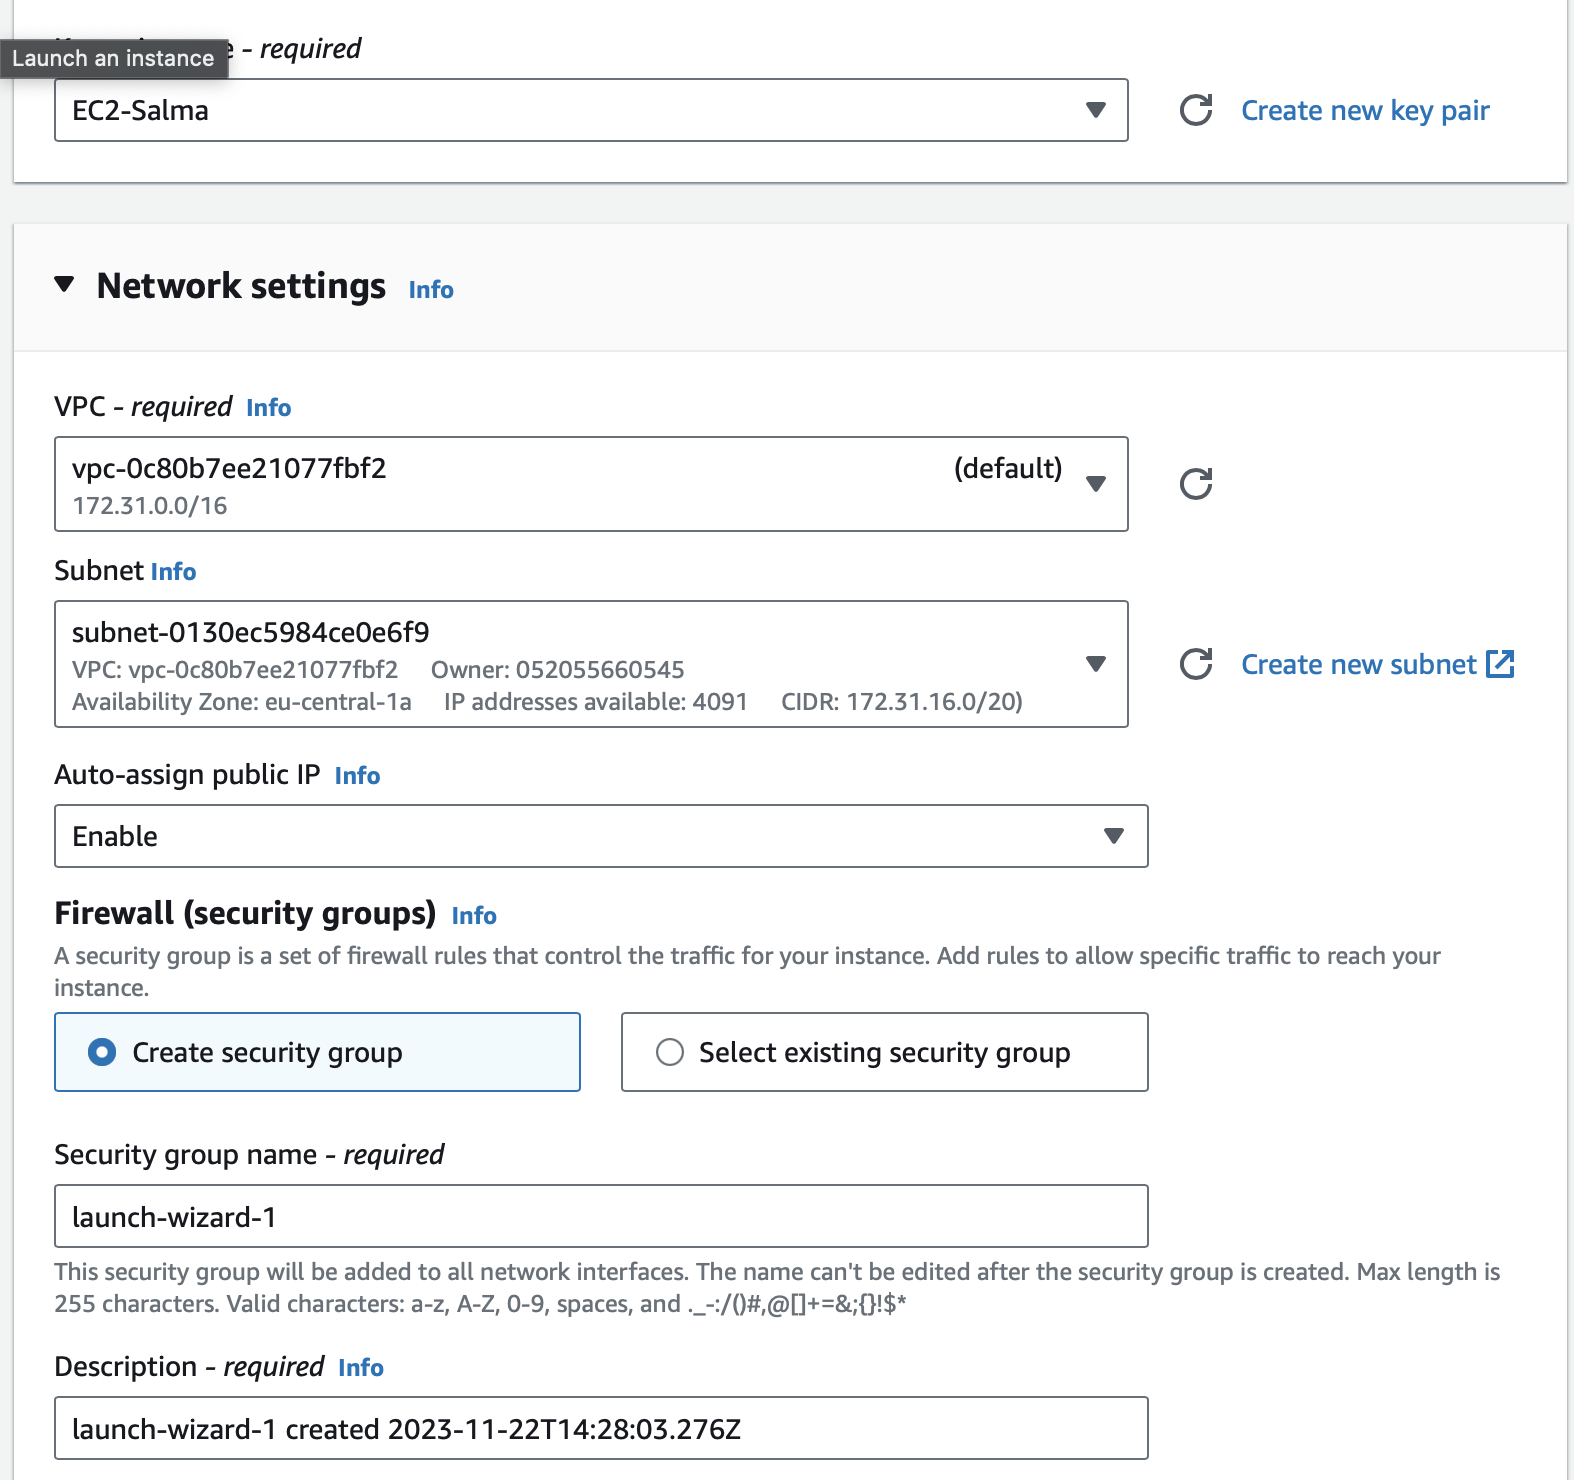 - required
Launch an instance
EC2-Salma
Create new key pair
Network settings Info
VPC - required Info
vpc-0c80b7ee21077fbf2 (default)
172.31.0.0/16
Subnet Info
subnet-0130ec5984ce0e6f9
VPC: vpc-0c80b7ee21077fbf2 Owner: 052055660545
Availability Zone: eu-central-1a IP addresses available: 4091 CIDR: 172.31.16.0/20)
Create new subnet
Auto-assign public IP Info
Enable
Firewall (security groups) Info
A security group is a set of firewall rules that control the traffic for your instance. Add rules to allow specific traffic to reach your
instance.
Create security group
Select existing security group
Security group name - required
launch-wizard-1
This security group will be added to all network interfaces. The name can't be edited after the security group is created. Max length is
255 characters. Valid characters: a-z, A-Z, 0-9, spaces, and ._-:/()#,@[]+=&;{}!$*
Description - required Info
launch-wizard-1 created 2023-11-22T14:28:03.276Z